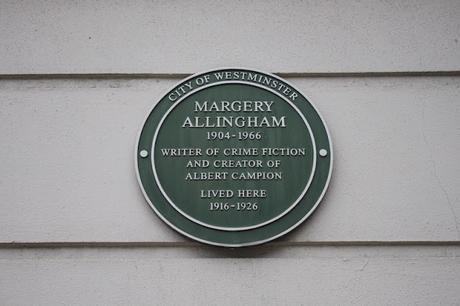 CITY OF WESTMINSTER
MARGERY
ALLINGHAM
1904-1966
WRITER OF CRIME FICTION
AND CREATOR OF
ALBERT CAMPION
LIVED HERE
1916-1926